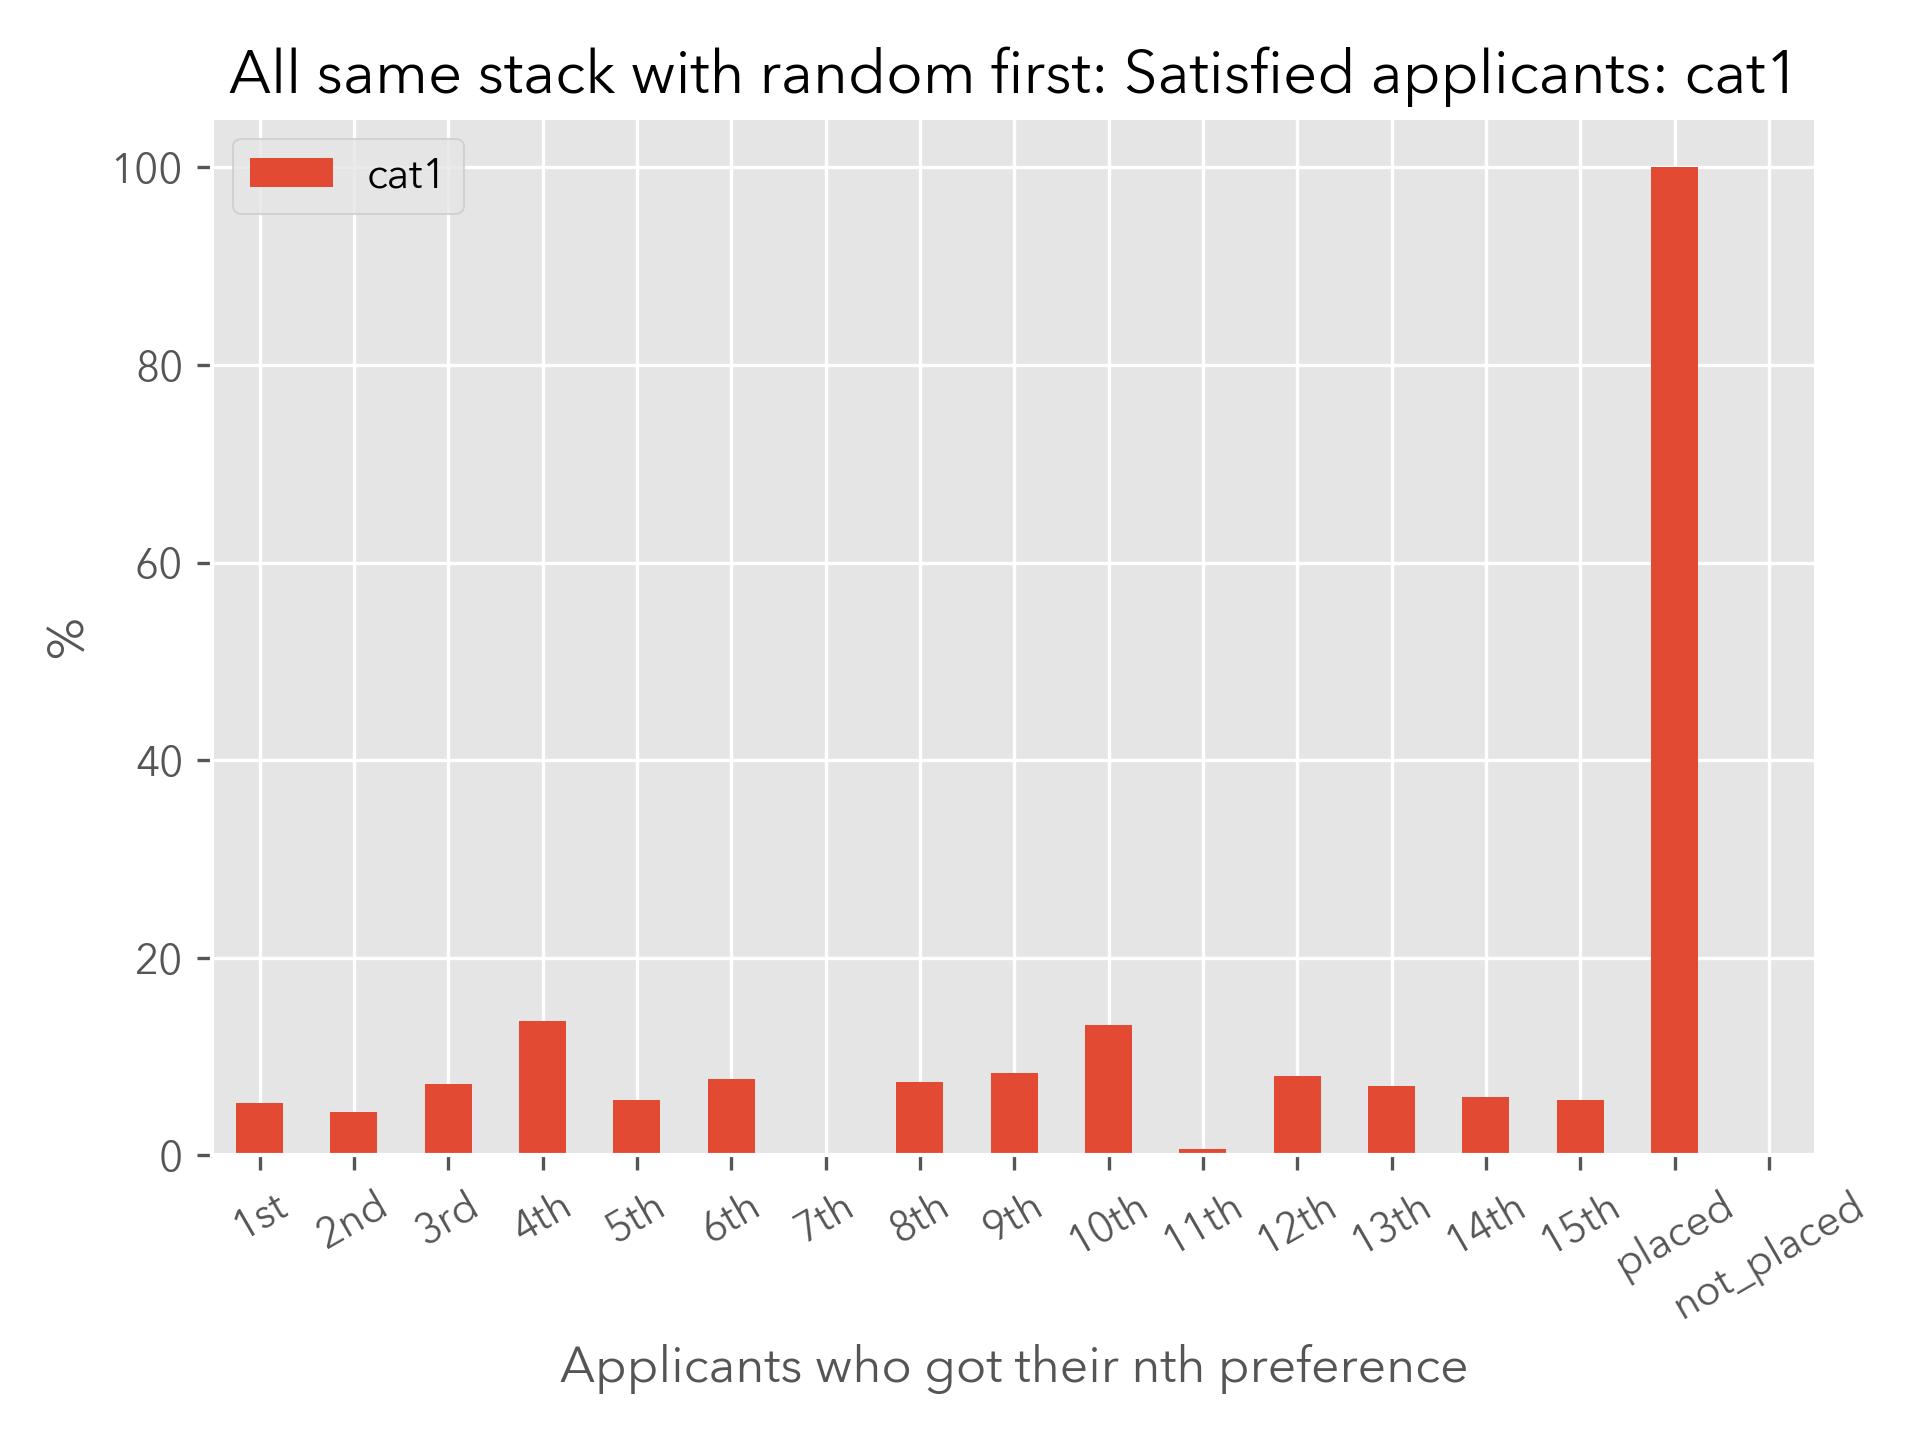 All same stack with random first: Satisfied applicants: cat1
cat1
100
80
60
40
20
0
%
1st 2nd 3rd 4th 5th 6th 7th 8th 9th 10th 11th 12th 13th 14th 15th placed not_placed
Applicants who got their nth preference